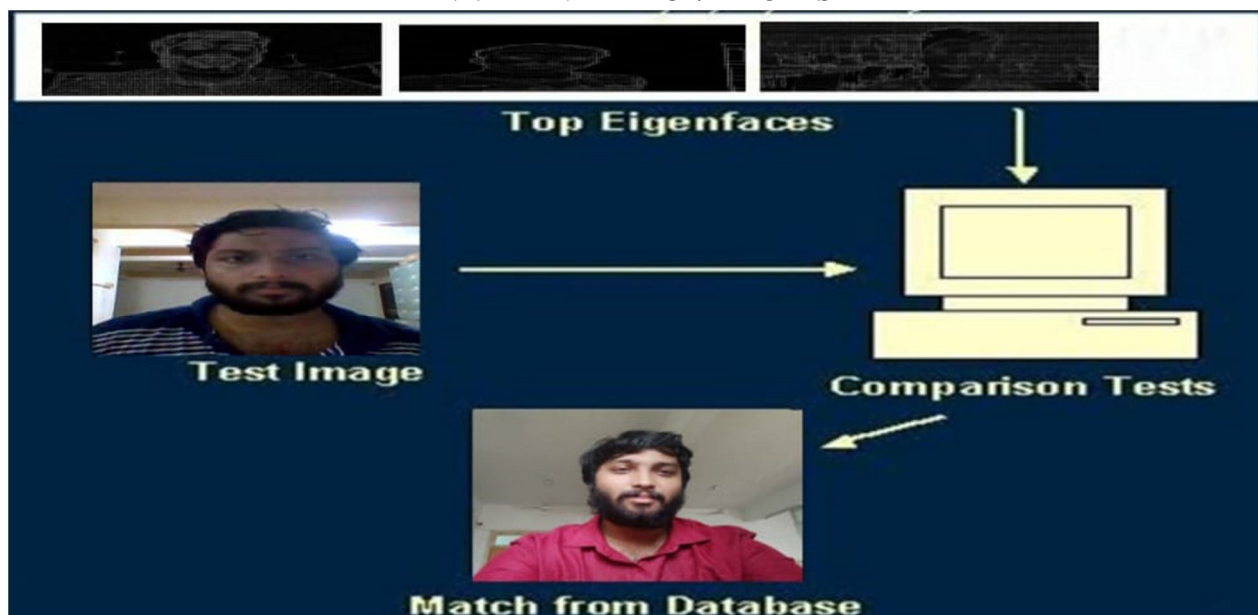 Top Eigenfaces
Test Image
Comparison Tests
Match from Database